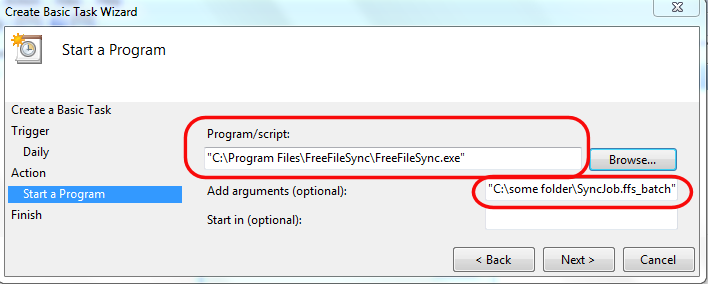 Create Basic Task Wizard
Start a Program
Create a Basic Task
Trigger
Daily
Action
Start a Program
Finish
Program/script:
"C:\Program Files\FreeFileSync\FreeFileSync.exe"
Browse...
Add arguments (optional):
"C:\some folder\SyncJob.ffs_batch"
Start in (optional):
< Back
Next >
Cancel